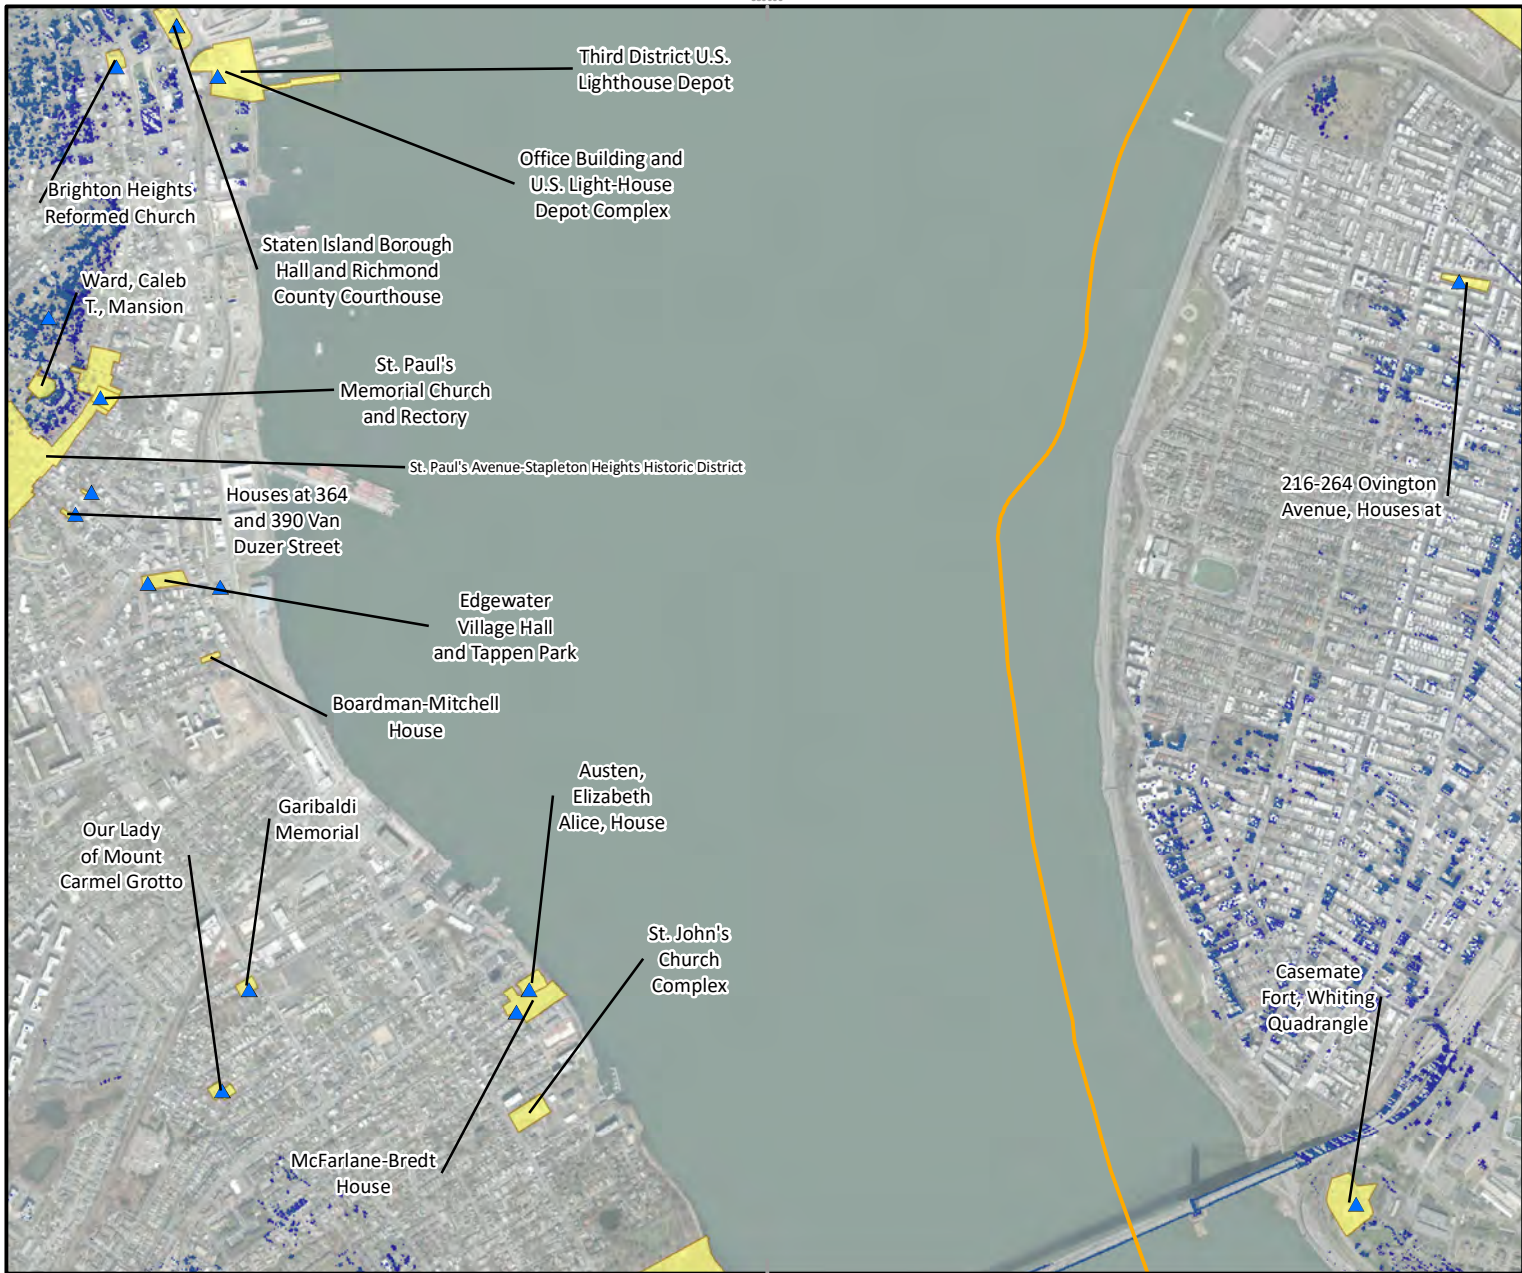 Third District U.S.
Lighthouse Depot
Office Building and
U.S. Light-House
Depot Complex
Brighton Heights
Reformed Church
Staten Island Borough
Hall and Richmond
County Courthouse
Ward, Caleb
T., Mansion
St. Paul's
Memorial Church
and Rectory
St. Paul's Avenue-Stapleton Heights Historic District
Houses at 364
and 390 Van
Duzer Street
216-264 Ovington
Avenue, Houses at
Edgewater
Village Hall
and Tappen Park
Boardman-Mitchell
House
Austen,
Elizabeth
Alice, House
Garibaldi
Memorial
Our Lady
of Mount
Carmel Grotto
St. John's
Church
Complex
Casemate
Fort, Whiting
Quadrangle
McFarlane-Bredt
House